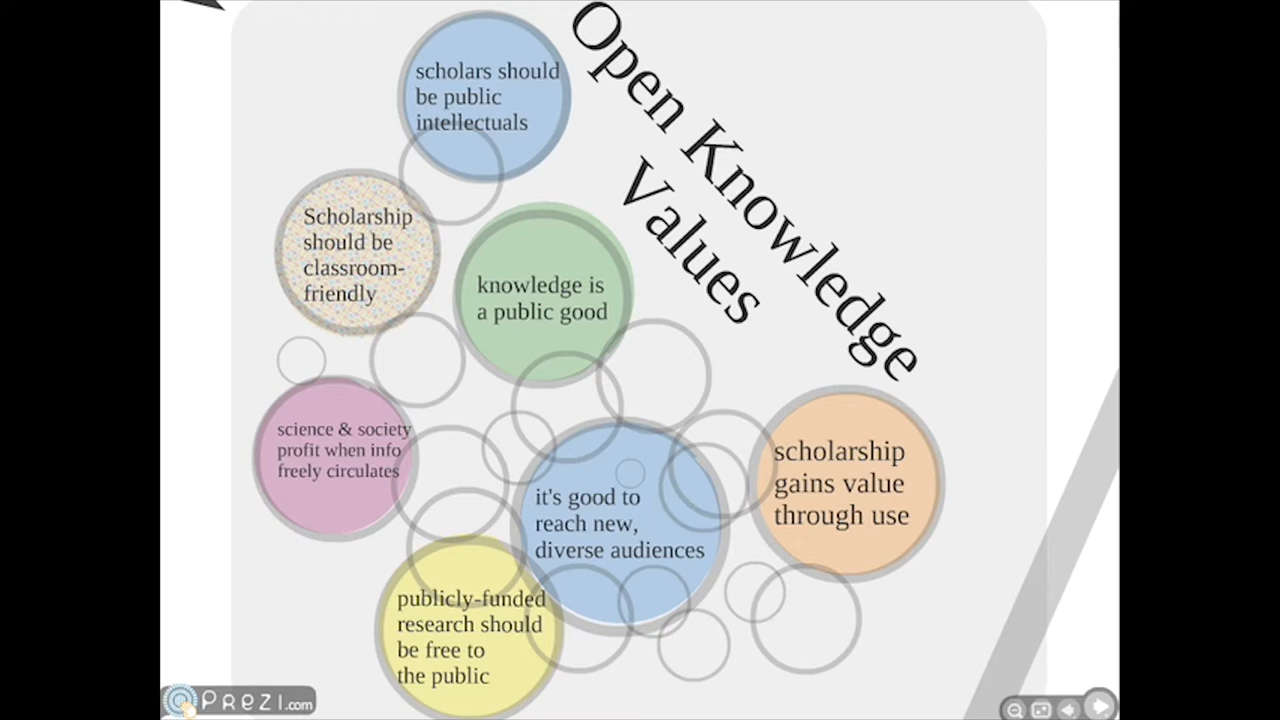 Open Knowledge
Values
scholars should
be public
intellectuals
Scholarship
should be
classroom-
friendly
knowledge is
a public good
science & society
profit when info
freely circulates
it's good to
reach new,
diverse audiences
scholarship
gains value
through use
publicly-funded
research should
be free to
the public
PREZI.com